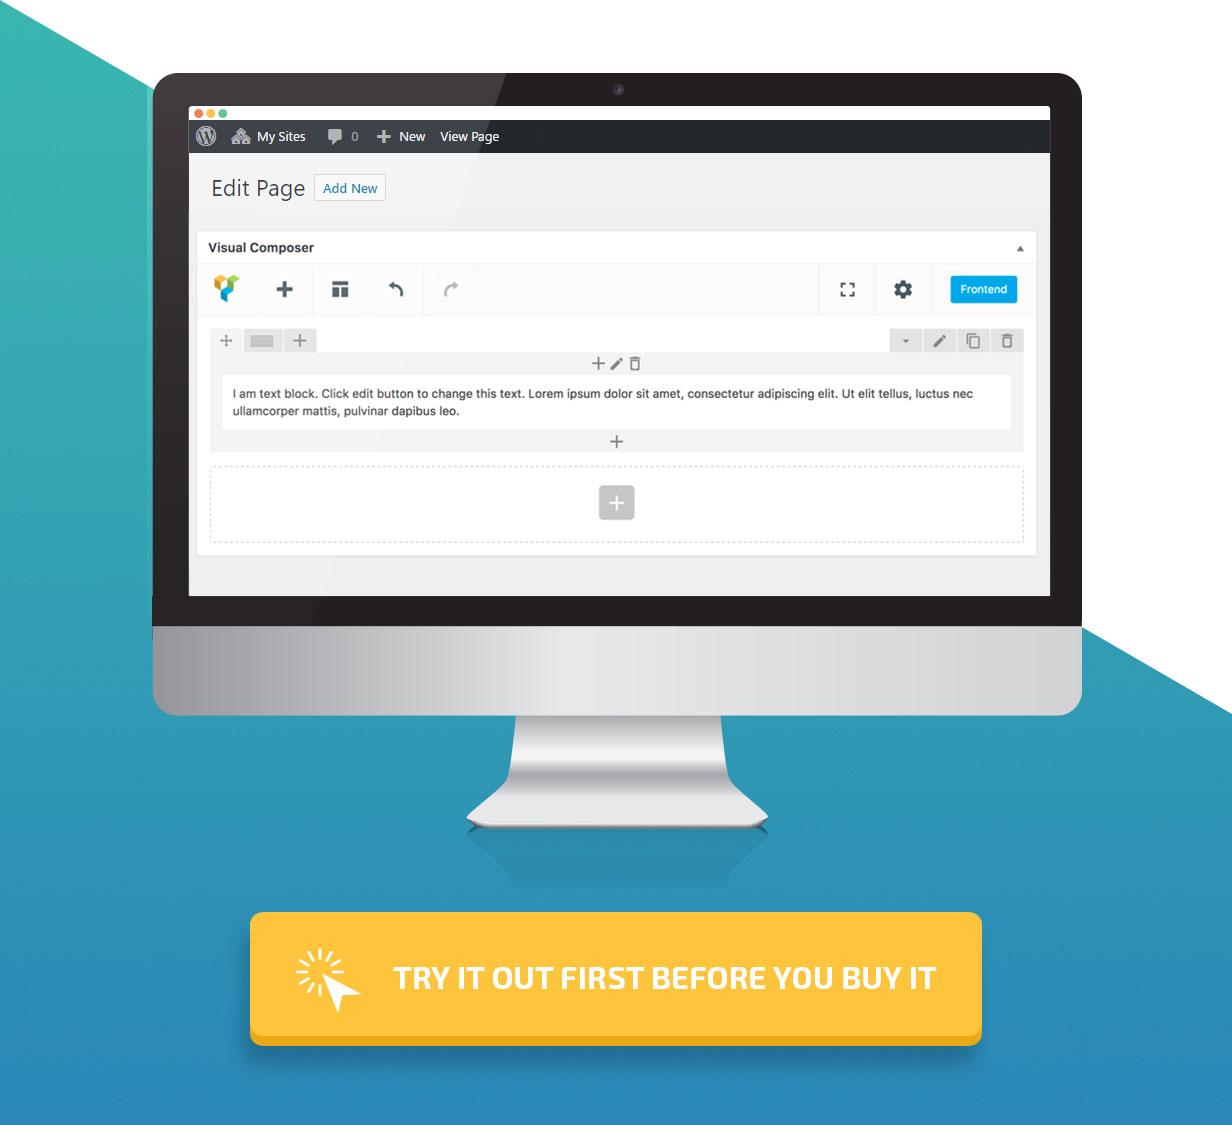 My Sites 0 New View Page
Edit Page Add New
Visual Composer
Frontend
I am text block. Click edit button to change this text. Lorem ipsum dolor sit amet, consectetur adipiscing elit. Ut elit tellus, luctus nec
ullamcorper mattis, pulvinar dapibus leo.
TRY IT OUT FIRST BEFORE YOU BUY IT